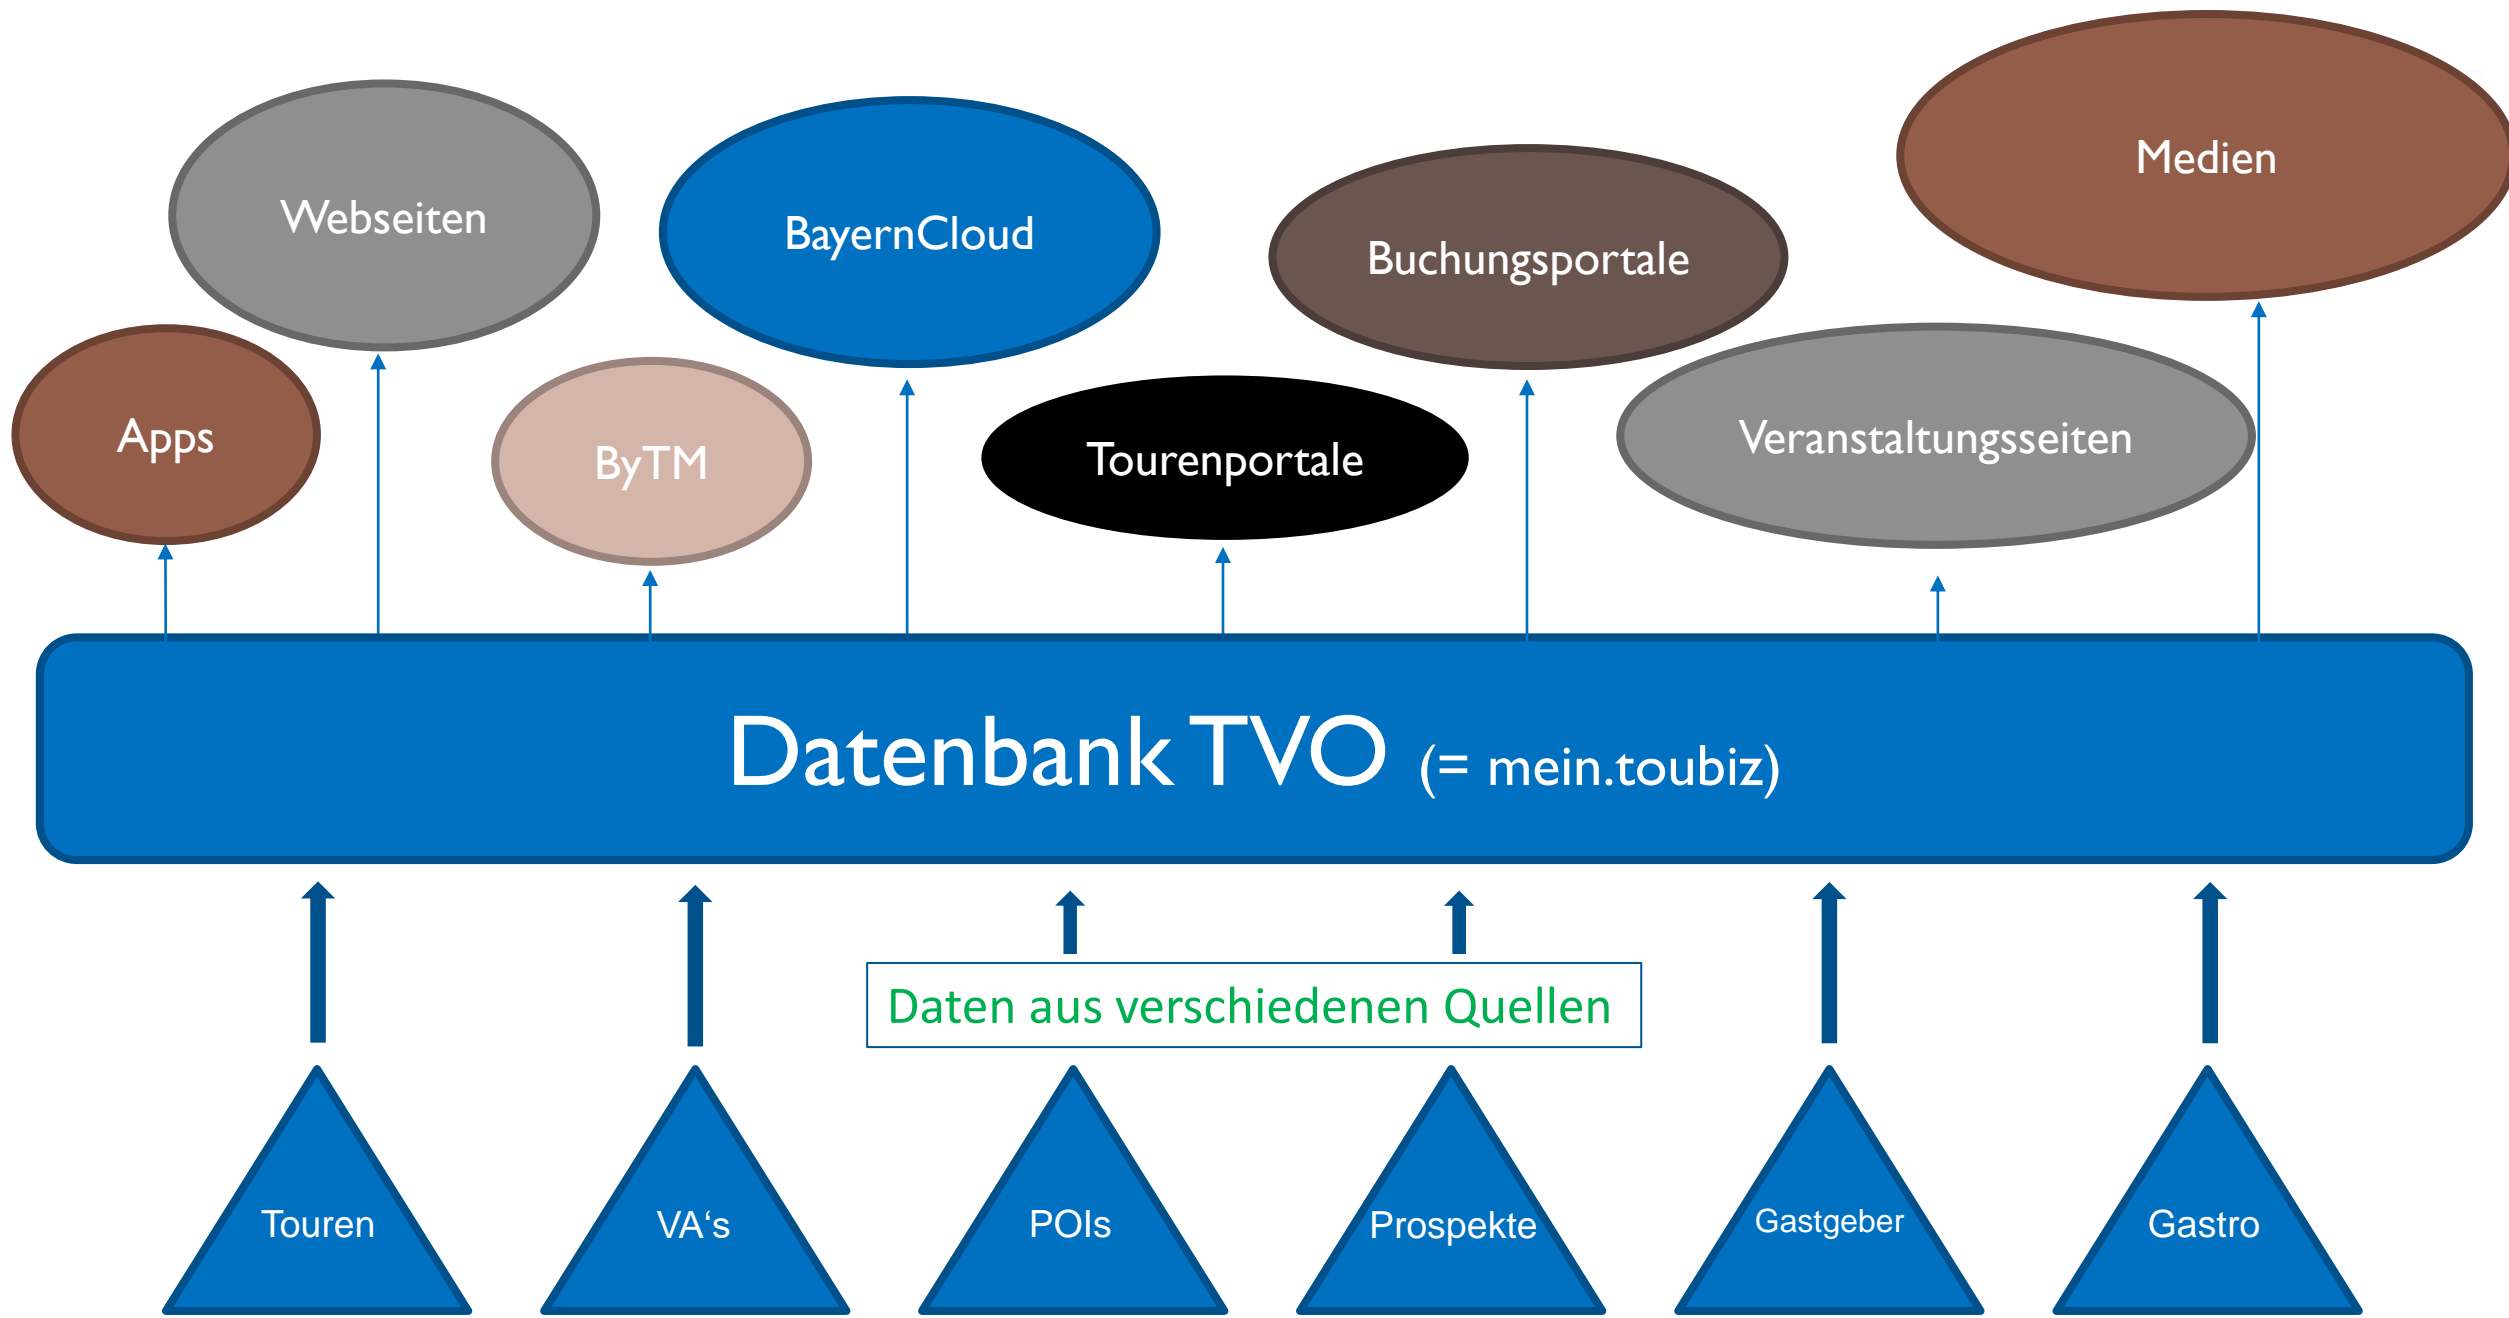 Medien
Webseiten
BayernCloud
Buchungsportale
Apps
ByTM
Tourenportale
Veranstaltungsseiten
Datenbank TVO (= mein.toubiz)
Daten aus verschiedenen Quellen
Touren
VA‘s
POIs
Prospekte
Gastgeber
Gastro